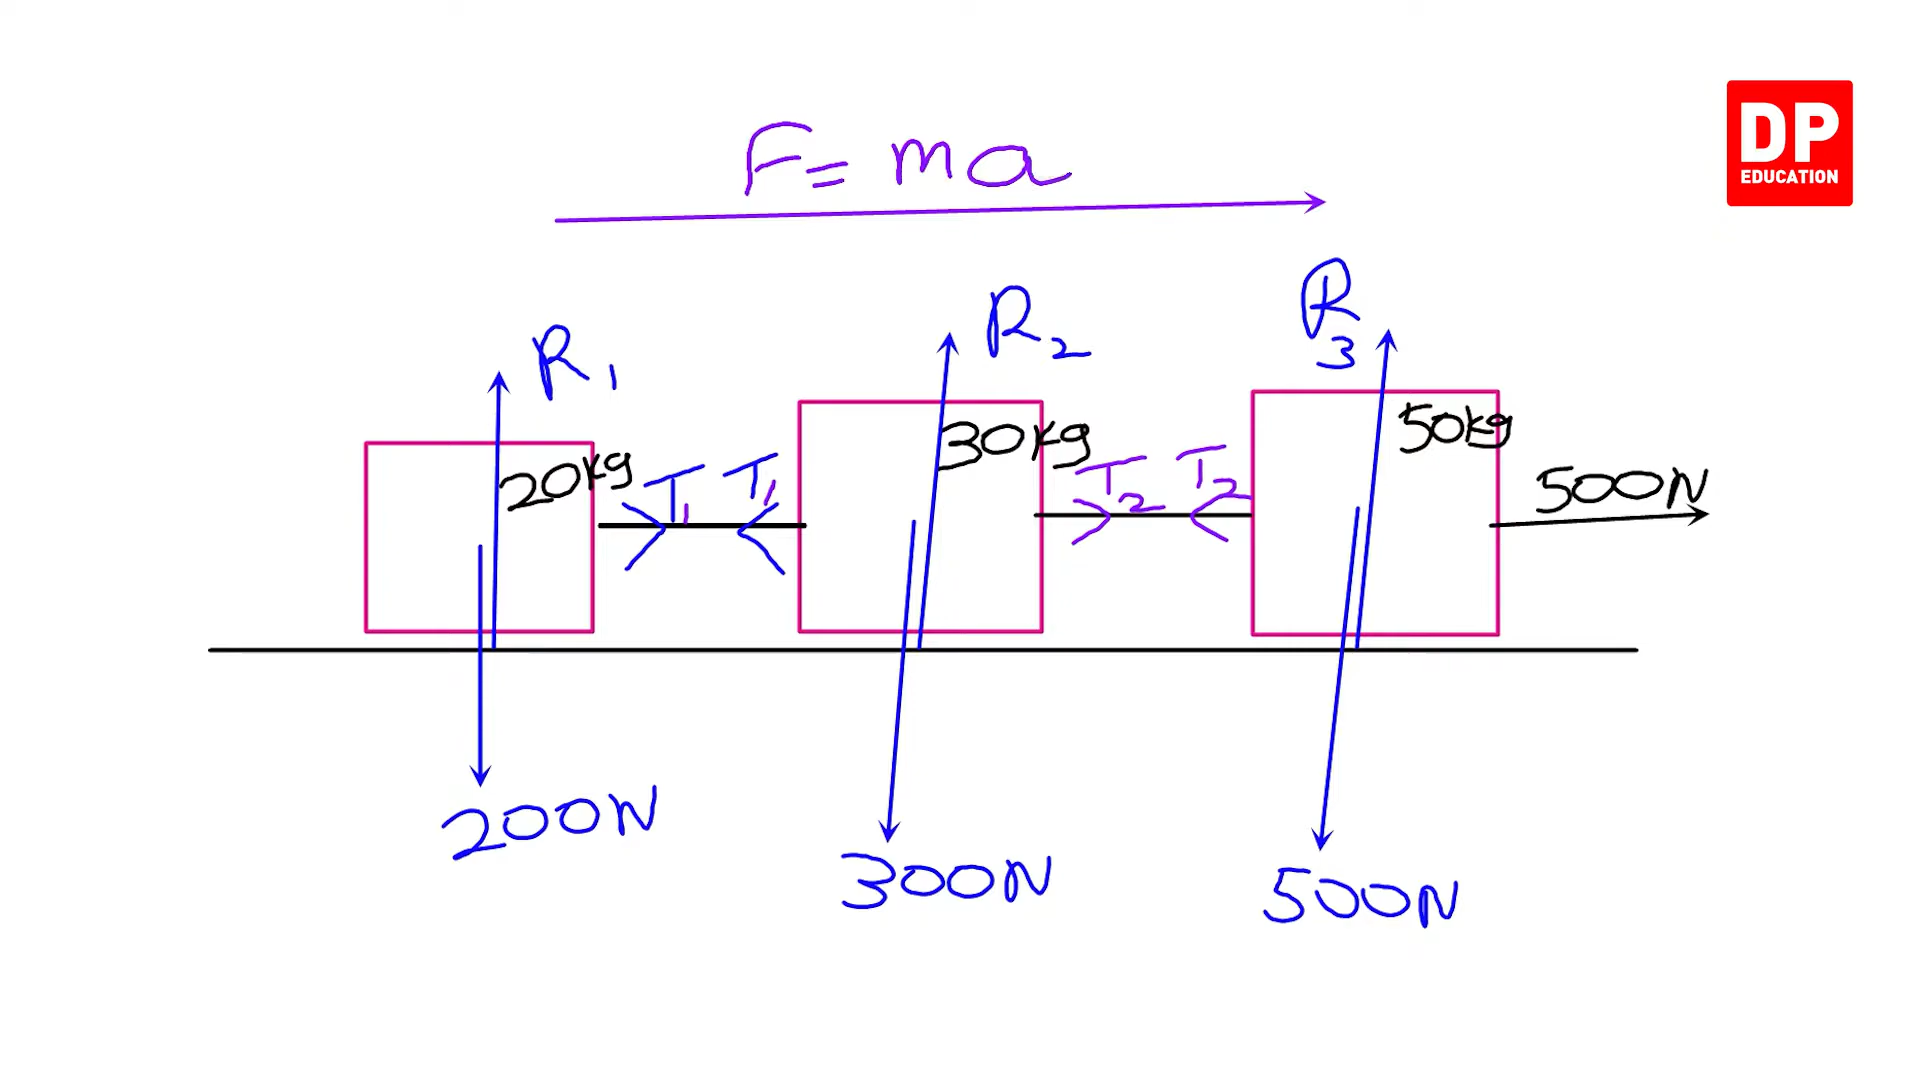 DP
EDUCATION
F = ma
R1
R2
R3
20kg
30kg
50kg
T1 T1
T2 T2
500N
200N
300N
500N